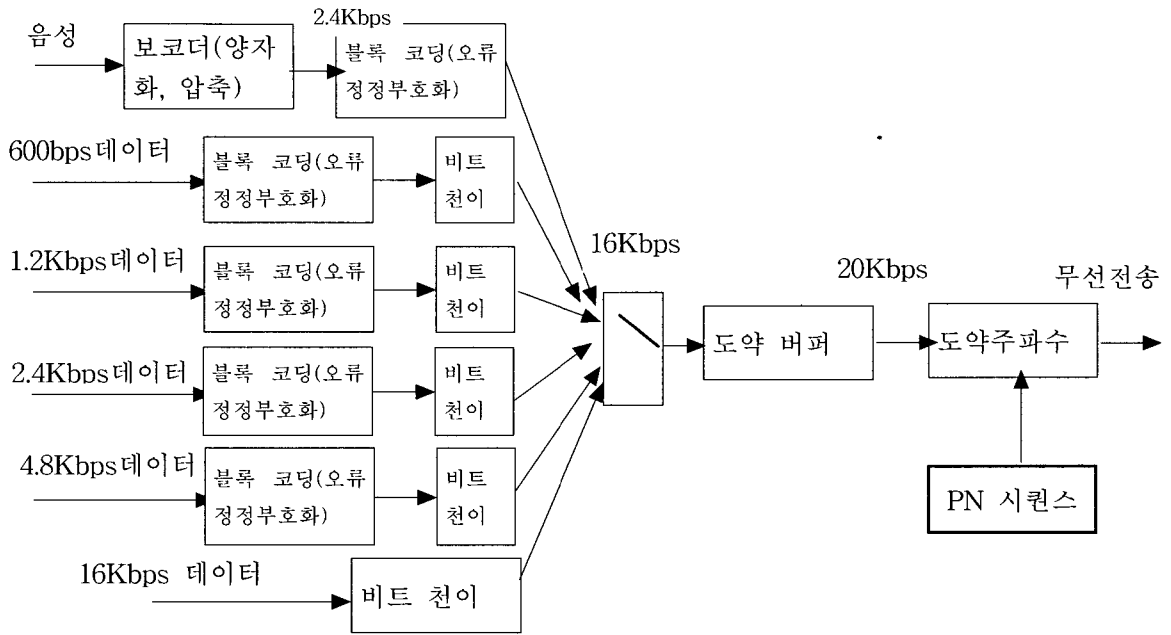 음성
보코더(양자
화, 압축)
2.4Kbps
블록 코딩(오류
정정부호화)
600bps데이터
블록 코딩(오류
정정부호화)
비트
천이
1.2Kbps데이터
블록 코딩(오류
정정부호화)
비트
천이
2.4Kbps데이터
블록 코딩(오류
정정부호화)
비트
천이
4.8Kbps데이터
블록 코딩(오류
정정부호화)
비트
천이
16Kbps 데이터
비트 천이
16Kbps
도약 버퍼
20Kbps
도약주파수
무선전송
PN 시퀀스